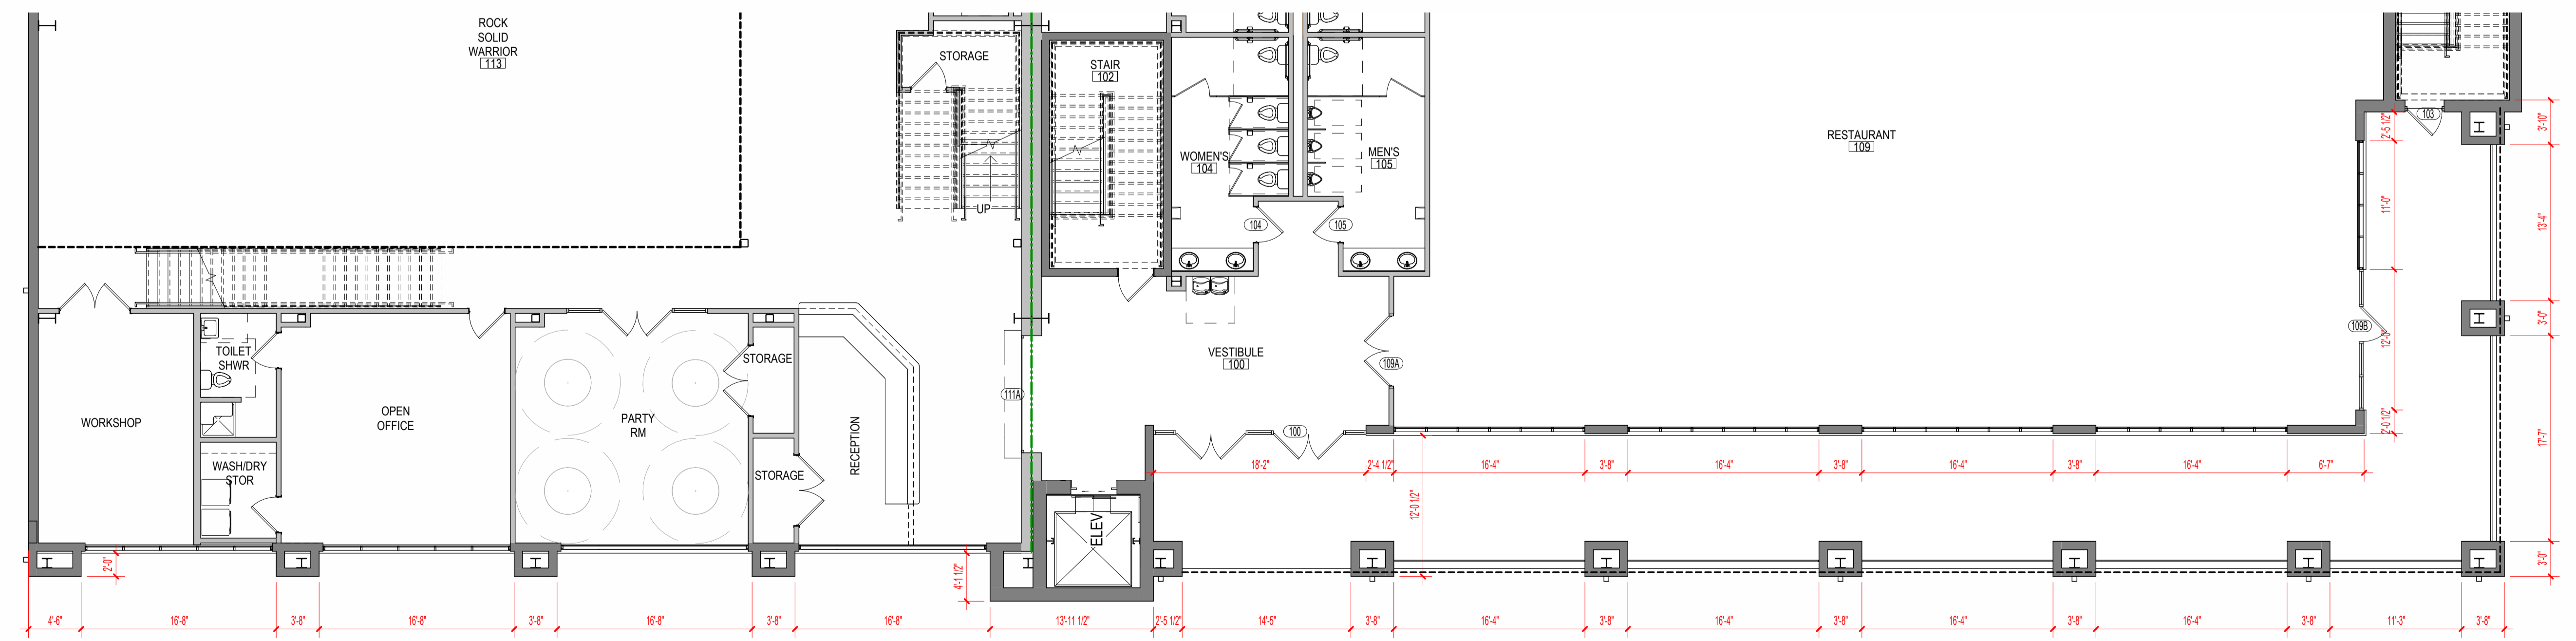 ROCK
SOLID
WARRIOR
113
STORAGE
STAIR
102
UP
WOMEN'S
104
MEN'S
105
104
105
RESTAURANT
109
103
TOILET
SHWR
WORKSHOP
OPEN
OFFICE
WASH/DRY
STOR
PARTY
RM
STORAGE
STORAGE
RECEPTION
111A
VESTIBULE
100
109A
109B
100
ELEV
2'-5 1/2"
11'-0"
12'-0"
2'-0 1/2"
3'-10"
13'-4"
3'-0"
17'-7"
3'-0"
18'-2"
2'-4 1/2"
16'-4"
3'-8"
16'-4"
3'-8"
16'-4"
3'-8"
16'-4"
6'-7"
12'-0 1/2"
2'-0"
4'-1 1/2"
4'-6"
16'-8"
3'-8"
16'-8"
3'-8"
16'-8"
3'-8"
16'-8"
13'-11 1/2"
2'-5 1/2"
14'-5"
3'-8"
16'-4"
3'-8"
16'-4"
3'-8"
16'-4"
3'-8"
16'-4"
3'-8"
11'-3"
3'-8"